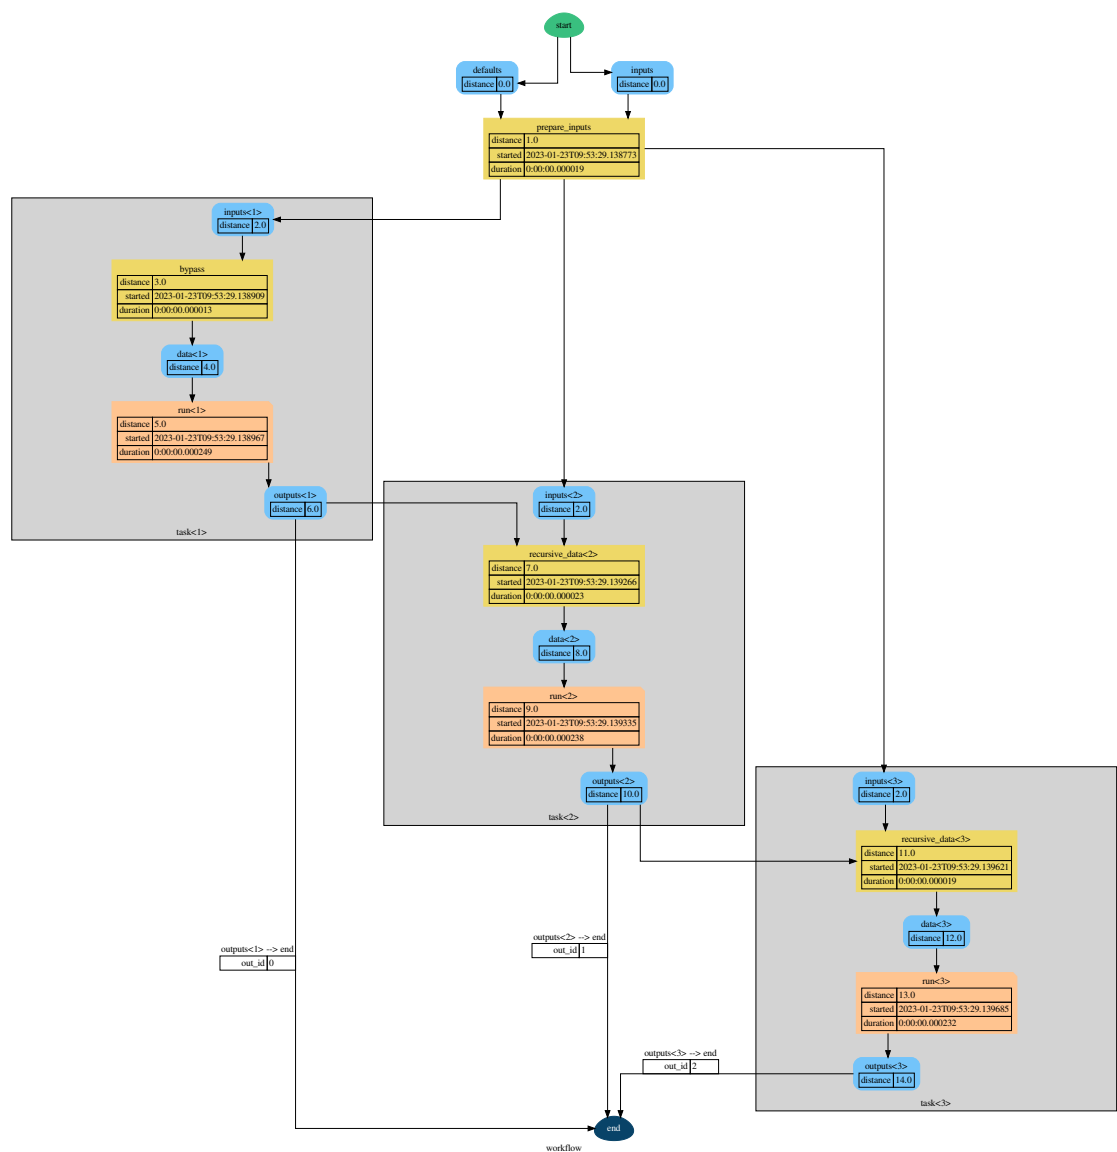 start
defaults
distance 0.0
inputs
distance 0.0
prepare_inputs
distance 1.0
started 2023-01-23T09:53:29.138773
duration 0:00:00.000019
inputs<1>
distance 2.0
bypass
distance 3.0
started 2023-01-23T09:53:29.138909
duration 0:00:00.000013
data<1>
distance 4.0
run<1>
distance 5.0
started 2023-01-23T09:53:29.138967
duration 0:00:00.000249
outputs<1>
distance 6.0
task<1>
inputs<2>
distance 2.0
recursive_data<2>
distance 7.0
started 2023-01-23T09:53:29.139266
duration 0:00:00.000023
data<2>
distance 8.0
run<2>
distance 9.0
started 2023-01-23T09:53:29.139335
duration 0:00:00.000238
outputs<2>
distance 10.0
task<2>
inputs<3>
distance 2.0
recursive_data<3>
distance 11.0
started 2023-01-23T09:53:29.139621
duration 0:00:00.000019
data<3>
distance 12.0
run<3>
distance 13.0
started 2023-01-23T09:53:29.139685
duration 0:00:00.000232
outputs<3>
distance 14.0
task<3>
outputs<1> --> end
out_id 0
outputs<2> --> end
out_id 1
outputs<3> --> end
out_id 2
end
workflow